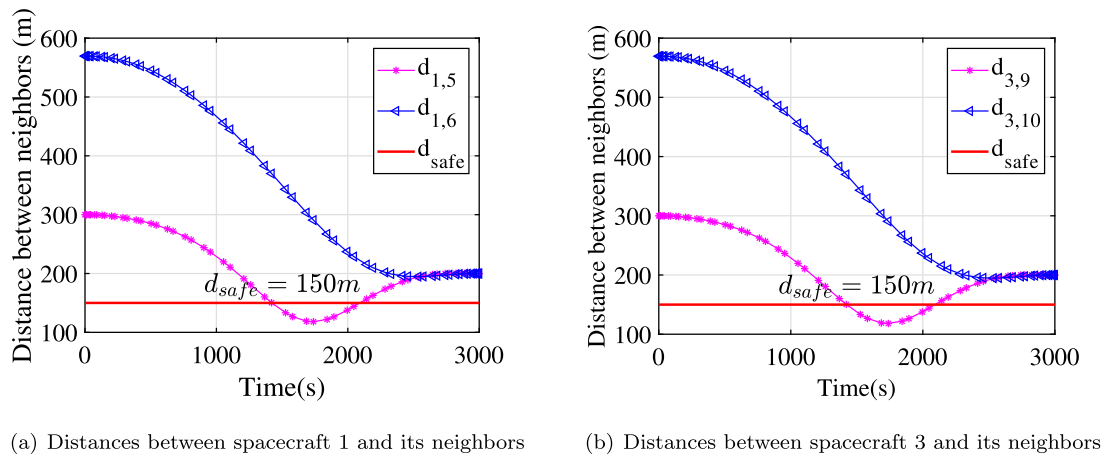 Distance between neighbors (m)
600
500
400
300
200
100
0
1000
2000
3000
Time(s)
d1,5
d1,6
dsafe
dsafe = 150m
(a) Distances between spacecraft 1 and its neighbors
Distance between neighbors (m)
600
500
400
300
200
100
0
1000
2000
3000
Time(s)
d3,9
d3,10
dsafe
dsafe = 150m
(b) Distances between spacecraft 3 and its neighbors